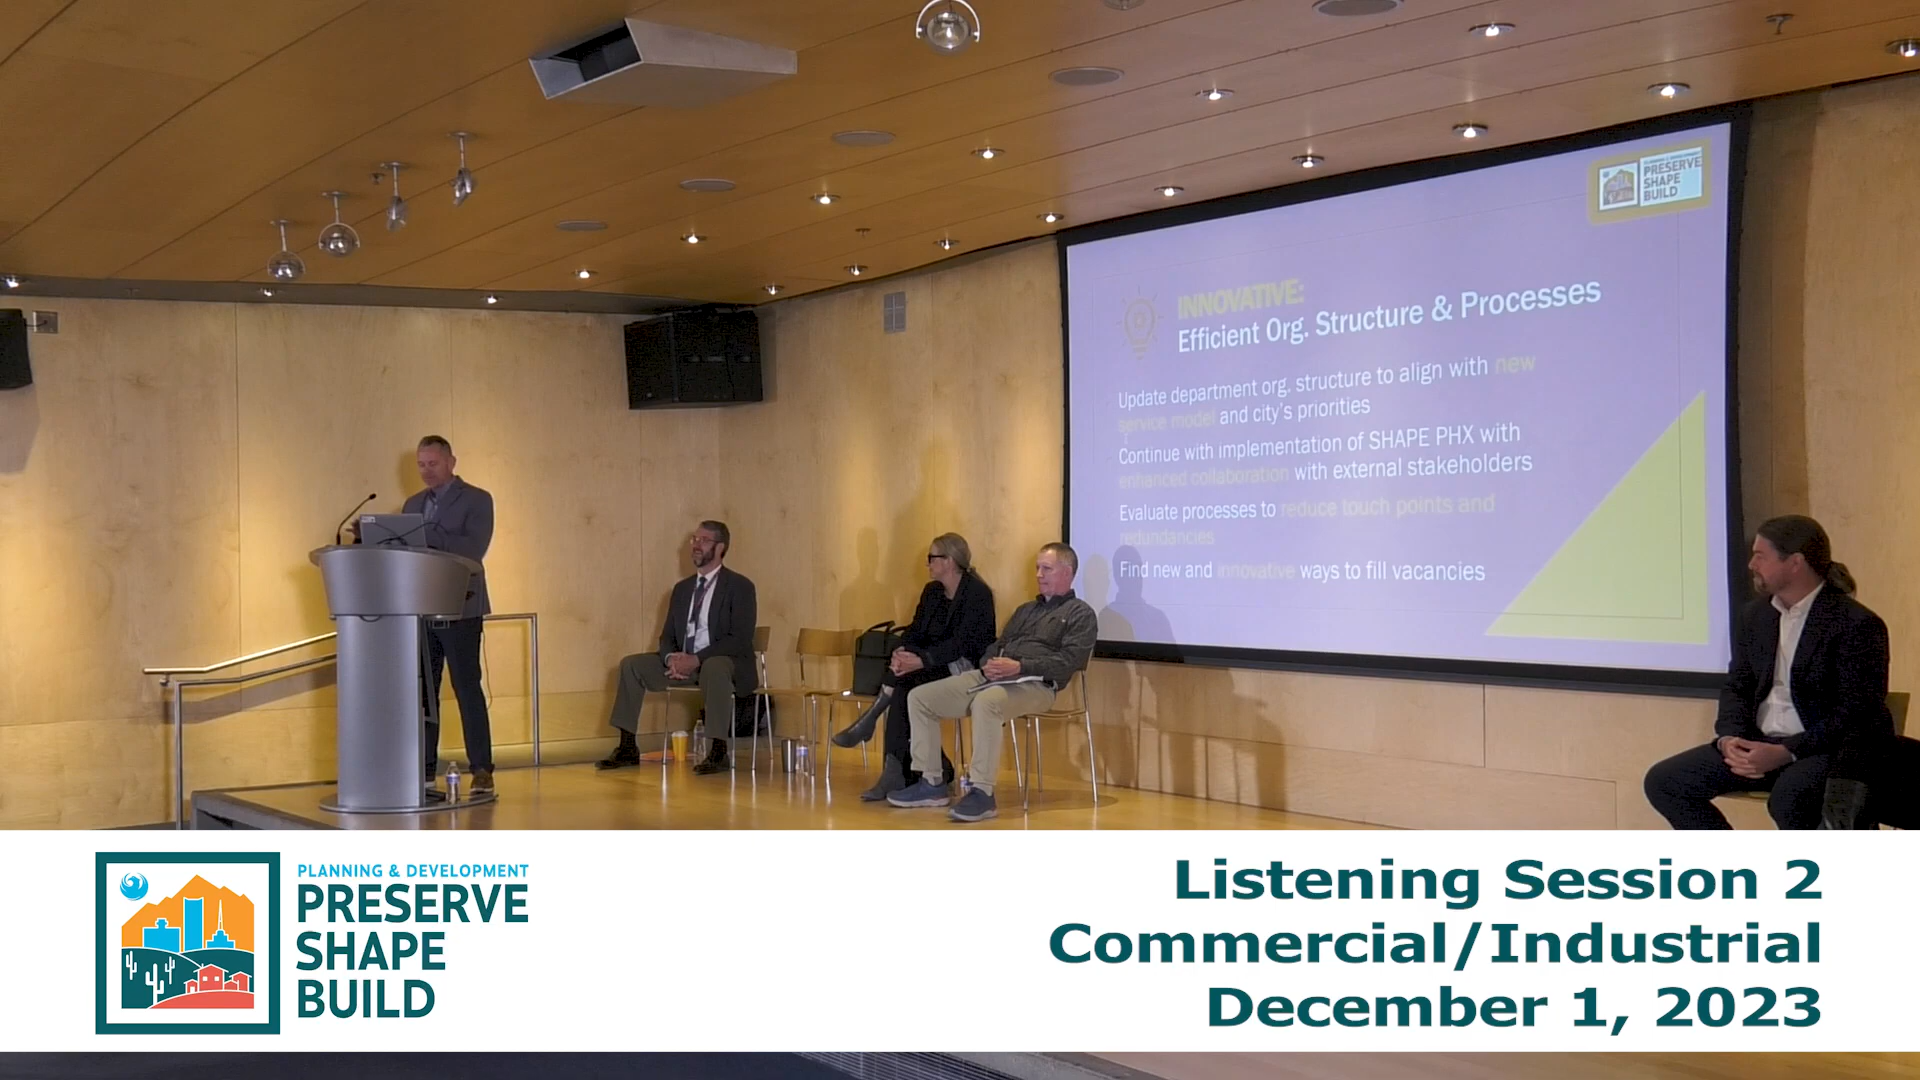 PLANNING & DEVELOPMENT
PRESERVE
SHAPE
BUILD
INNOVATIVE:
Efficient Org. Structure & Processes
Update department org. structure to align with new
service model and city's priorities
Continue with implementation of SHAPE PHX with
enhanced collaboration with external stakeholders
Evaluate processes to reduce touch points and
redundancies
Find new and innovative ways to fill vacancies
PLANNING & DEVELOPMENT
PRESERVE
SHAPE
BUILD
Listening Session 2
Commercial/Industrial
December 1, 2023